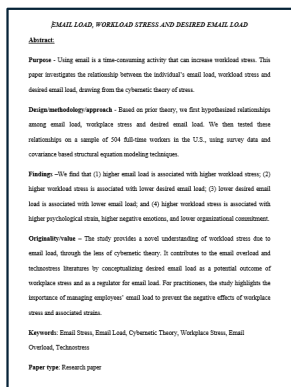 EMAIL LOAD, WORKLOAD STRESS AND DESIRED EMAIL LOAD
Abstract:
Purpose - Using email is a time-consuming activity that can increase workload stress. This
paper investigates the relationship between the individual's email load, workload stress and
desired email load, drawing from the cybernetic theory of stress.
Design/methodology/approach - Based on prior theory, we first hypothesized relationships
among email load, workplace stress and desired email load. We then tested these
relationships on a sample of 504 full-time workers in the U.S., using survey data and
covariance based structural equation modeling techniques.
Findings –We find that (1) higher email load is associated with higher workload stress; (2)
higher workload stress is associated with lower desired email load; (3) lower desired email
load is associated with lower email load; and (4) higher workload stress is associated with
higher psychological strain, higher negative emotions, and lower organizational commitment.
Originality/value – The study provides a novel understanding of workload stress due to
email load, through the lens of cybernetic theory. It contributes to the email overload and
technostress literatures by conceptualizing desired email load as a potential outcome of
workplace stress and as a regulator for email load. For practitioners, the study highlights the
importance of managing employees' email load to prevent the negative effects of workplace
stress and associated strains.
Keywords: Email Stress, Email Load, Cybernetic Theory, Workplace Stress, Email
Overload, Technostress
Paper type: Research paper